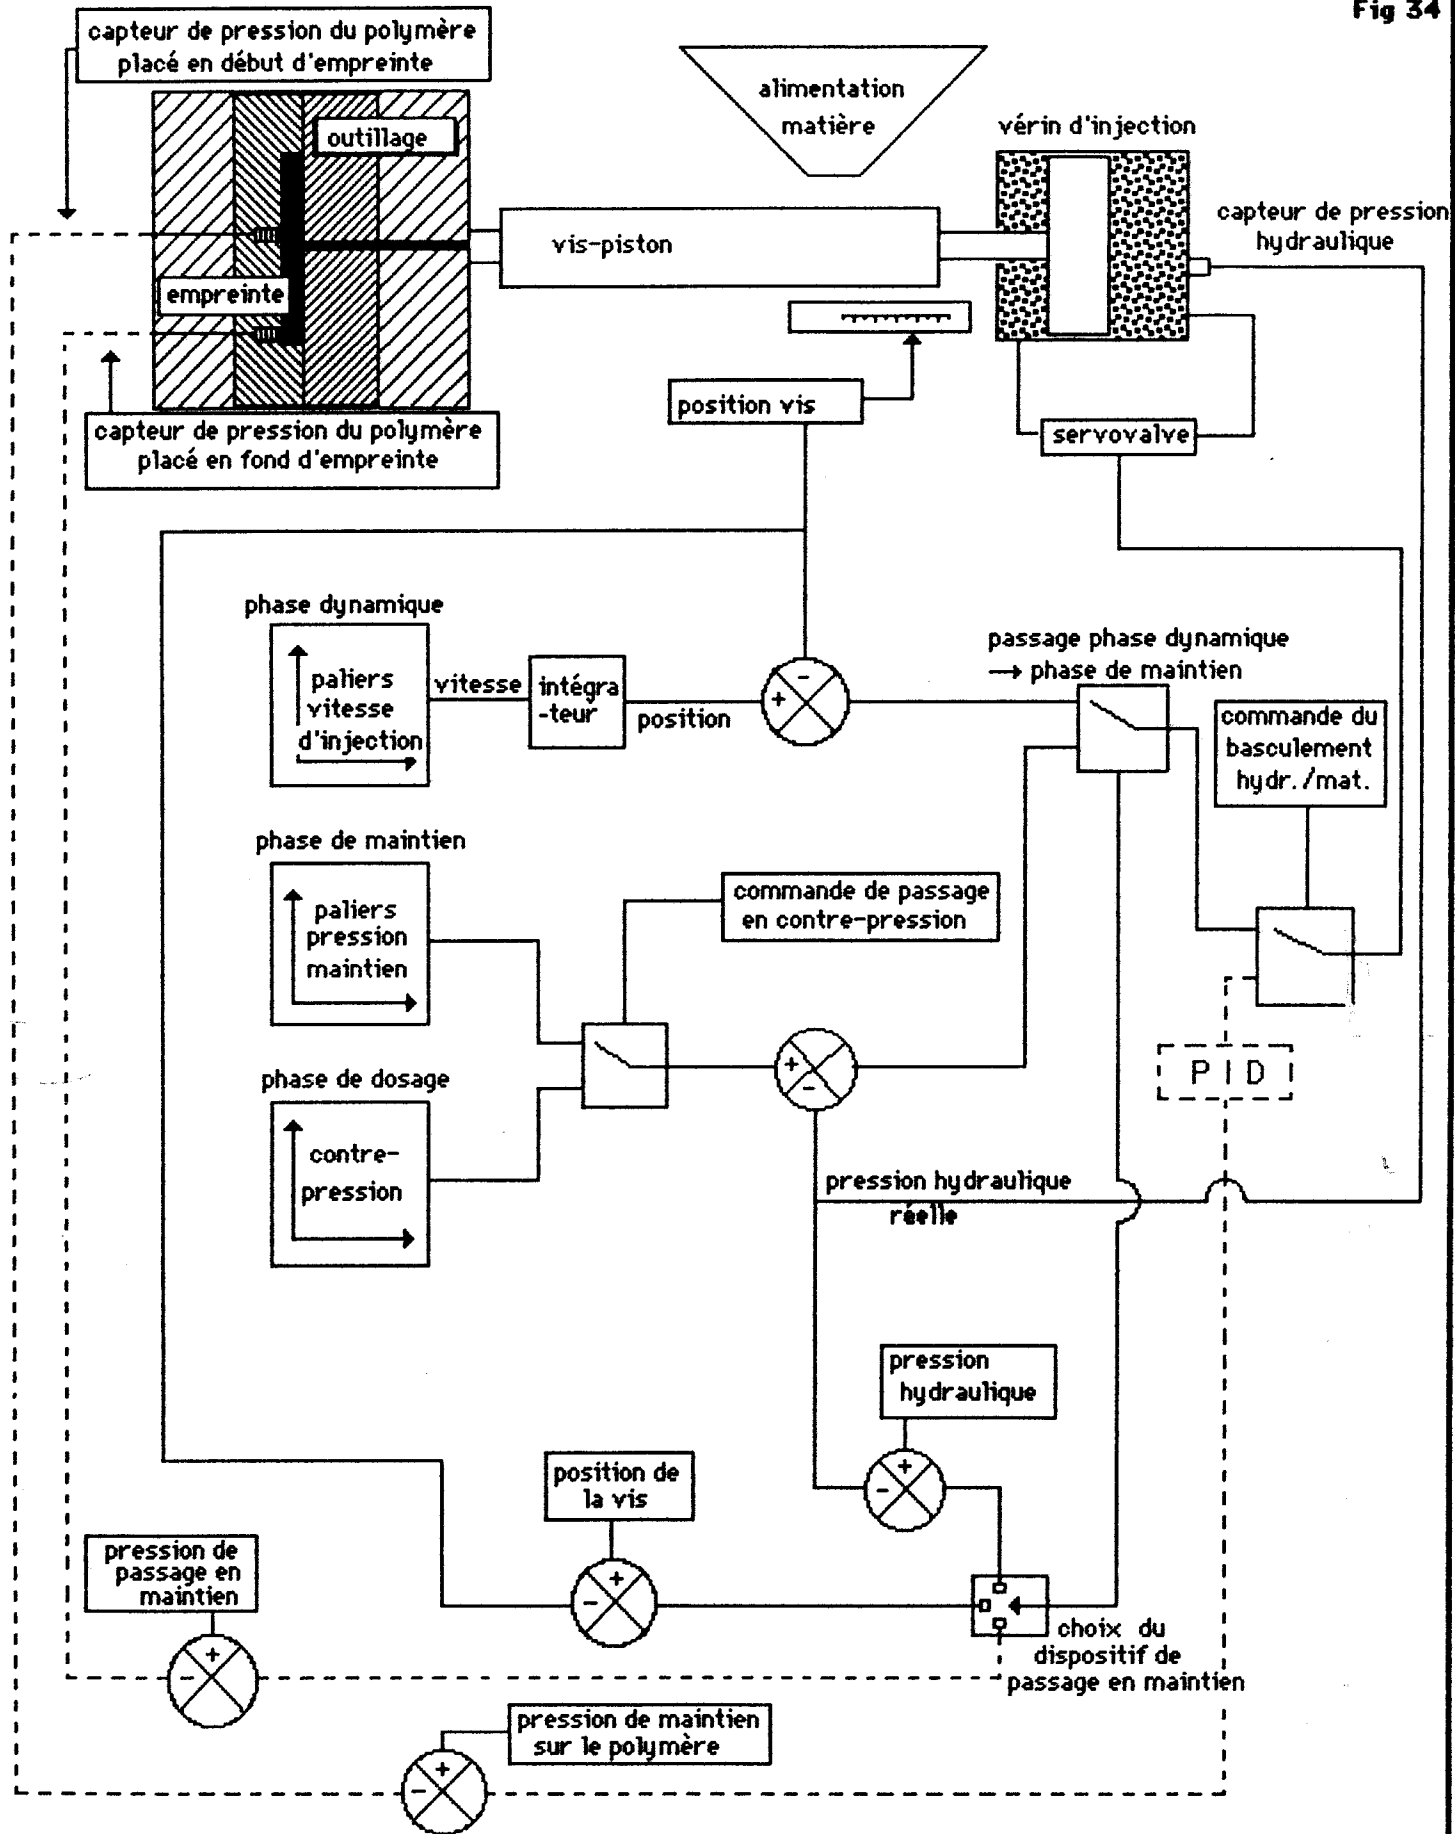 Fig 34
capteur de pression du polymère
placé en début d'empreinte
alimentation
matière
vérin d'injection
outillage
capteur de pression
hydraulique
vis-piston
empreinte
position vis
capteur de pression du polymère
placé en fond d'empreinte
servovalve
phase dynamique
paliers
vitesse
d'injection
vitesse
intégra
-teur
position
+
-
passage phase dynamique
→ phase de maintien
commande du
basculement
hydr./mat.
phase de maintien
paliers
pression
maintien
commande de passage
en contre-pression
+
-
P I D
phase de dosage
contre-
pression
pression hydraulique
réelle
pression
hydraulique
+
-
position de
la vis
+
-
pression de
passage en
maintien
+
-
choix du
dispositif de
passage en maintien
pression de maintien
sur le polymère
+
-